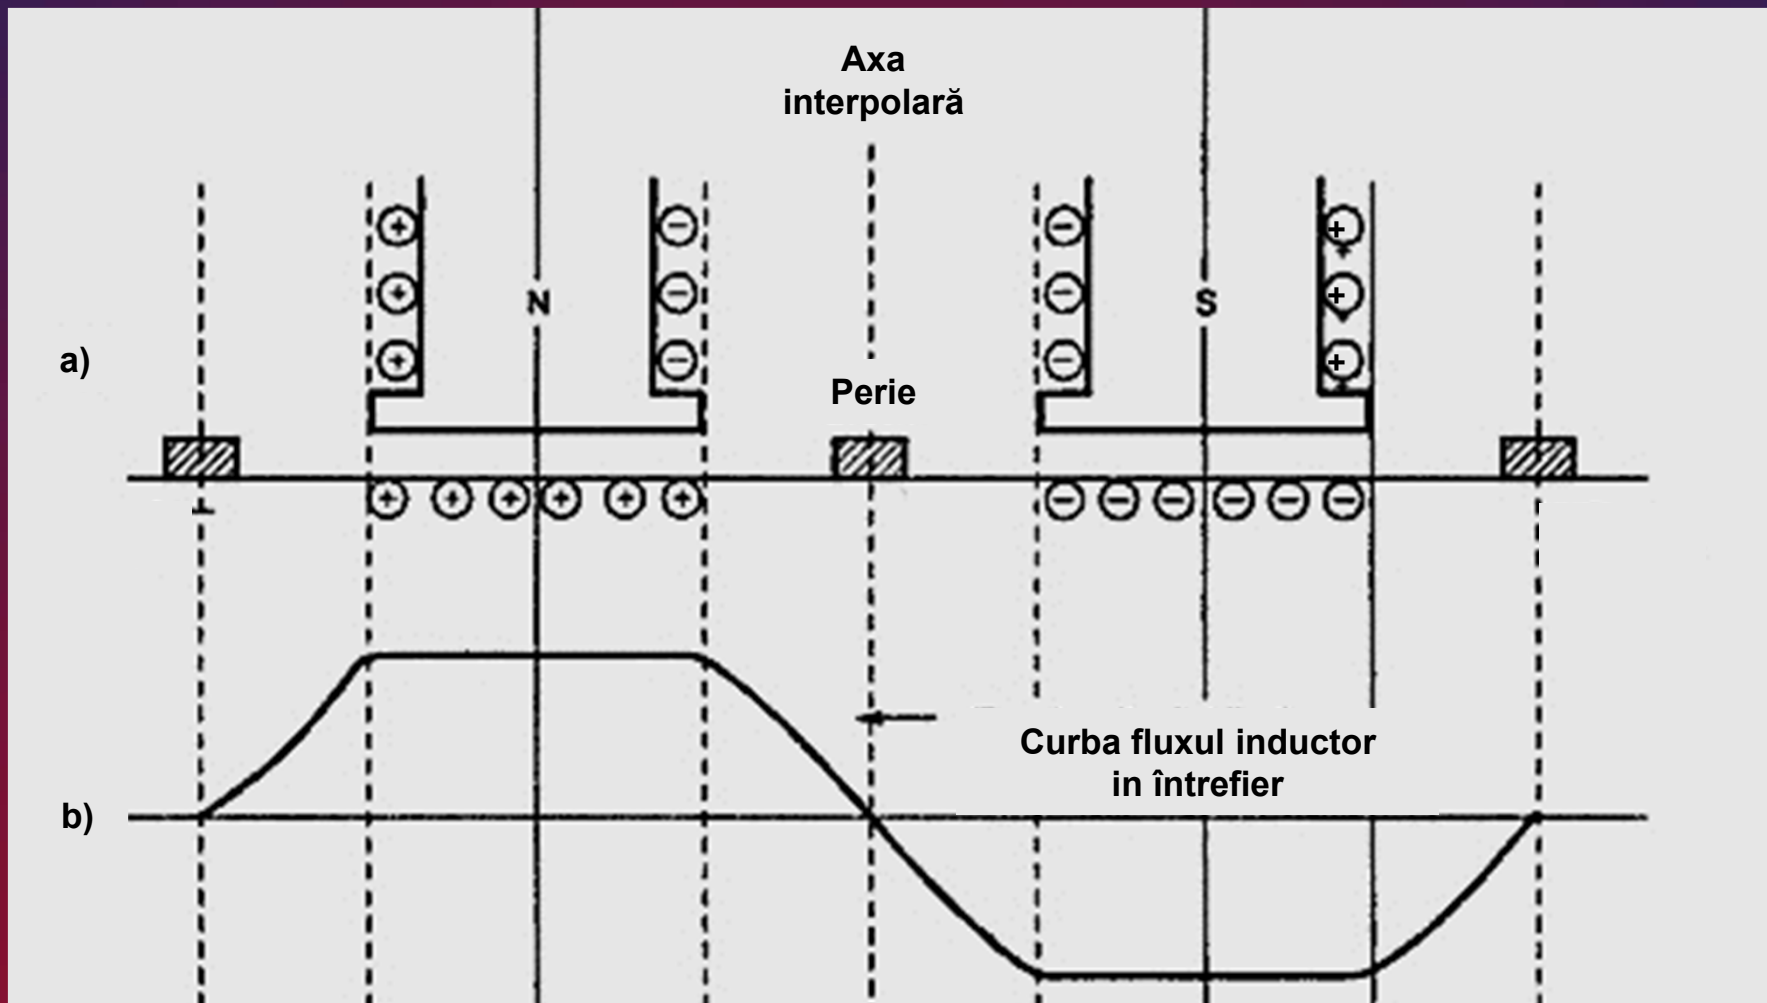 Axa
interpolară
N
S
a)
Perie
Curba fluxul inductor
in întrefier
b)